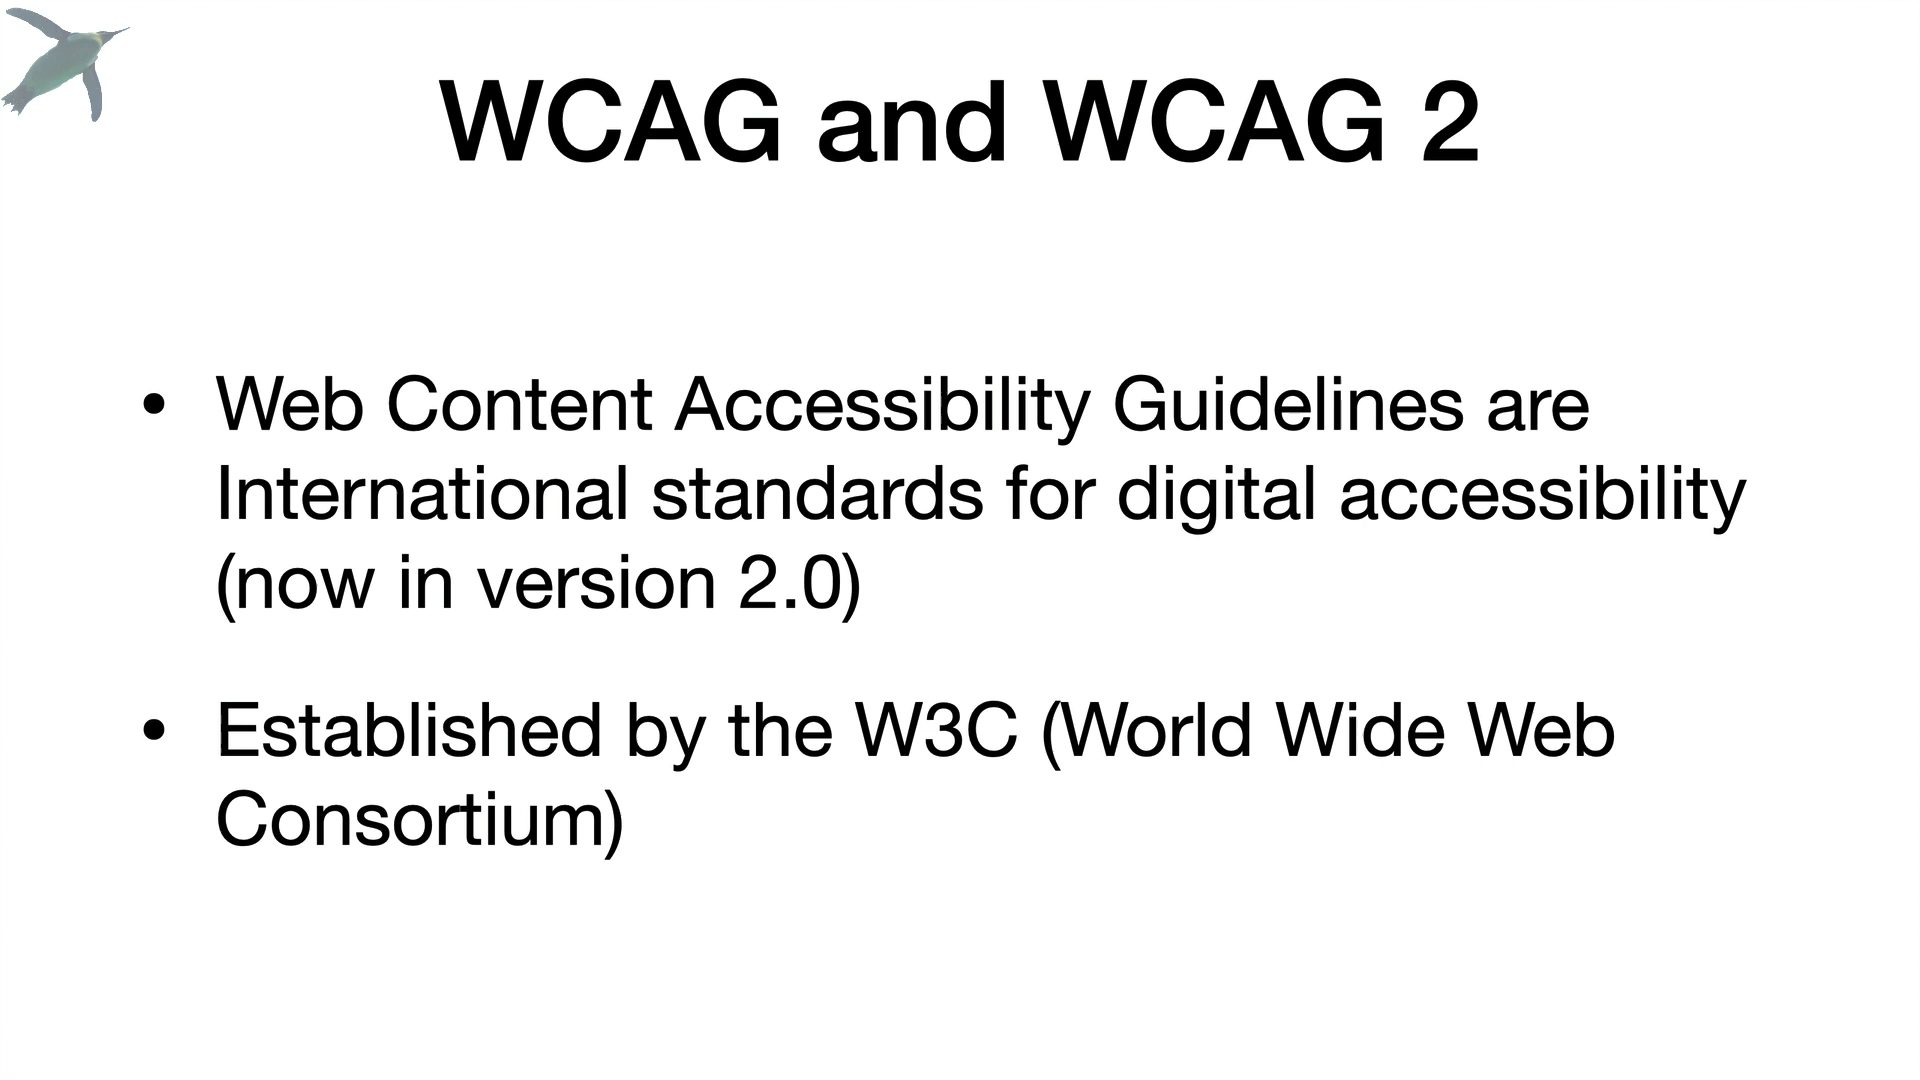 WCAG and WCAG 2
• Web Content Accessibility Guidelines are
International standards for digital accessibility
(now in version 2.0)
• Established by the W3C (World Wide Web
Consortium)